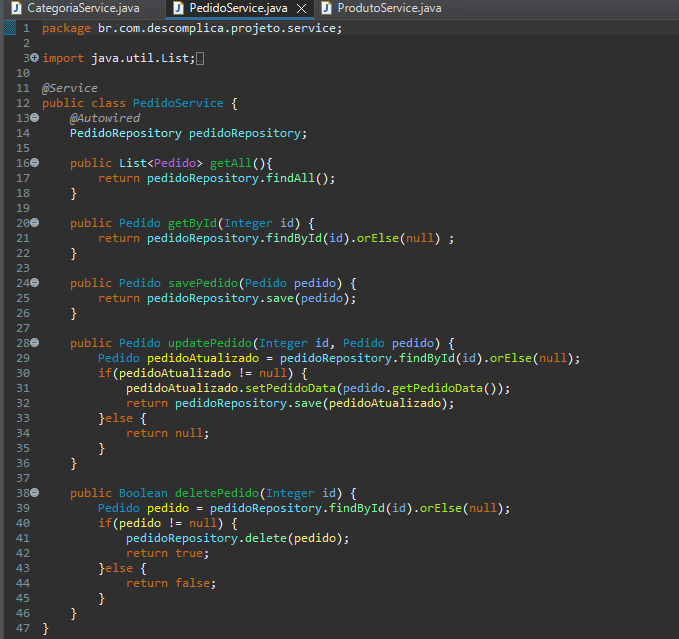 CategoriaService.java PedidoService.java ProdutoService.java
1 package br.com.descomplica.projeto.service;
2
3 import java.util.List;
10
11 @Service
12 public class PedidoService {
13 @Autowired
14 PedidoRepository pedidoRepository;
15
16 public List<Pedido> getAll(){
17 return pedidoRepository.findAll();
18 }
19
20 public Pedido getById(Integer id) {
21 return pedidoRepository.findById(id).orElse(null) ;
22 }
23
24 public Pedido savePedido(Pedido pedido) {
25 return pedidoRepository.save(pedido);
26 }
27
28 public Pedido updatePedido(Integer id, Pedido pedido) {
29 Pedido pedidoAtualizado = pedidoRepository.findById(id).orElse(null);
30 if(pedidoAtualizado != null) {
31 pedidoAtualizado.setPedidoData(pedido.getPedidoData());
32 return pedidoRepository.save(pedidoAtualizado);
33 }else {
34 return null;
35 }
36 }
37
38 public Boolean deletePedido(Integer id) {
39 Pedido pedido = pedidoRepository.findById(id).orElse(null);
40 if(pedido != null) {
41 pedidoRepository.delete(pedido);
42 return true;
43 }else {
44 return false;
45 }
46 }
47 }